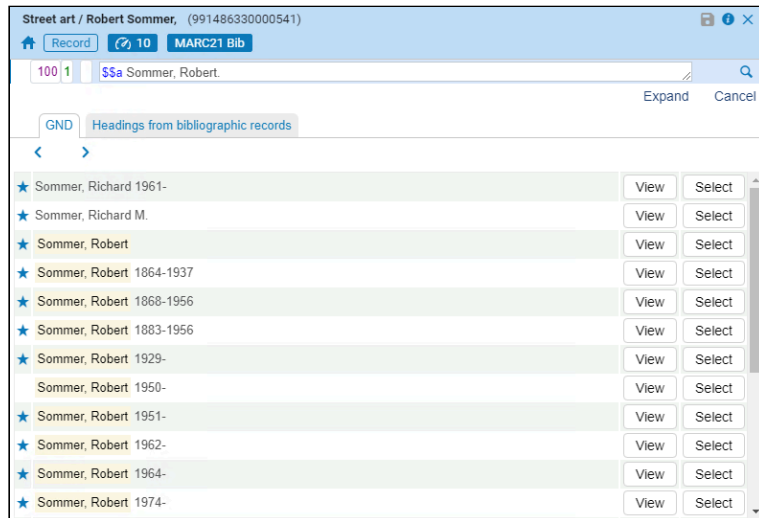 Street art / Robert Sommer, (991486330000541)
Record 10 MARC21 Bib
100 1 $$a Sommer, Robert.
Expand Cancel
GND Headings from bibliographic records
Sommer, Richard 1961- View Select
Sommer, Richard M. View Select
Sommer, Robert View Select
Sommer, Robert 1864-1937 View Select
Sommer, Robert 1868-1956 View Select
Sommer, Robert 1883-1956 View Select
Sommer, Robert 1929- View Select
Sommer, Robert 1950- View Select
Sommer, Robert 1951- View Select
Sommer, Robert 1962- View Select
Sommer, Robert 1964- View Select
Sommer, Robert 1974- View Select